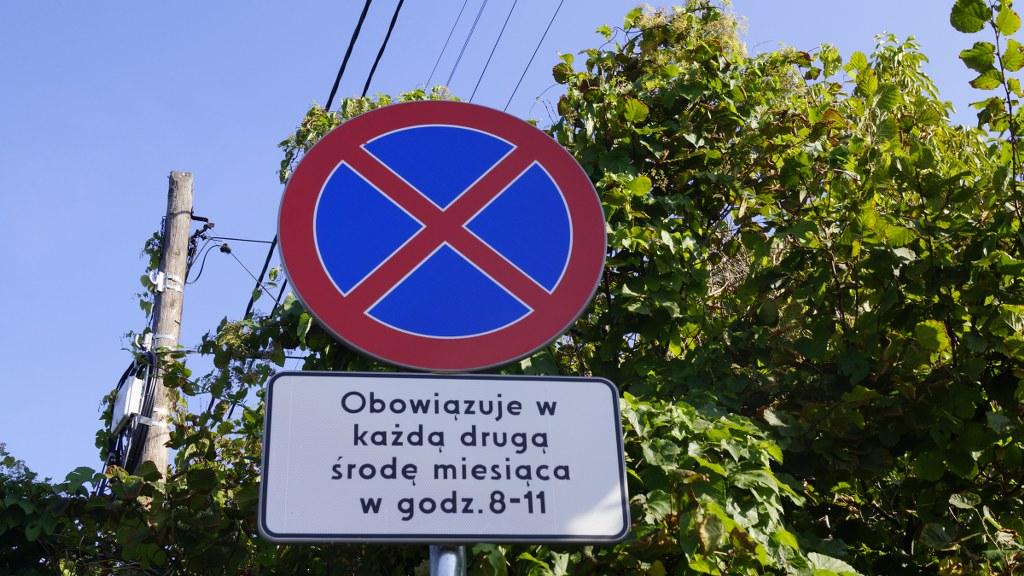 Obowiązuje w
każdą drugą
środę miesiąca
w godz.8-11